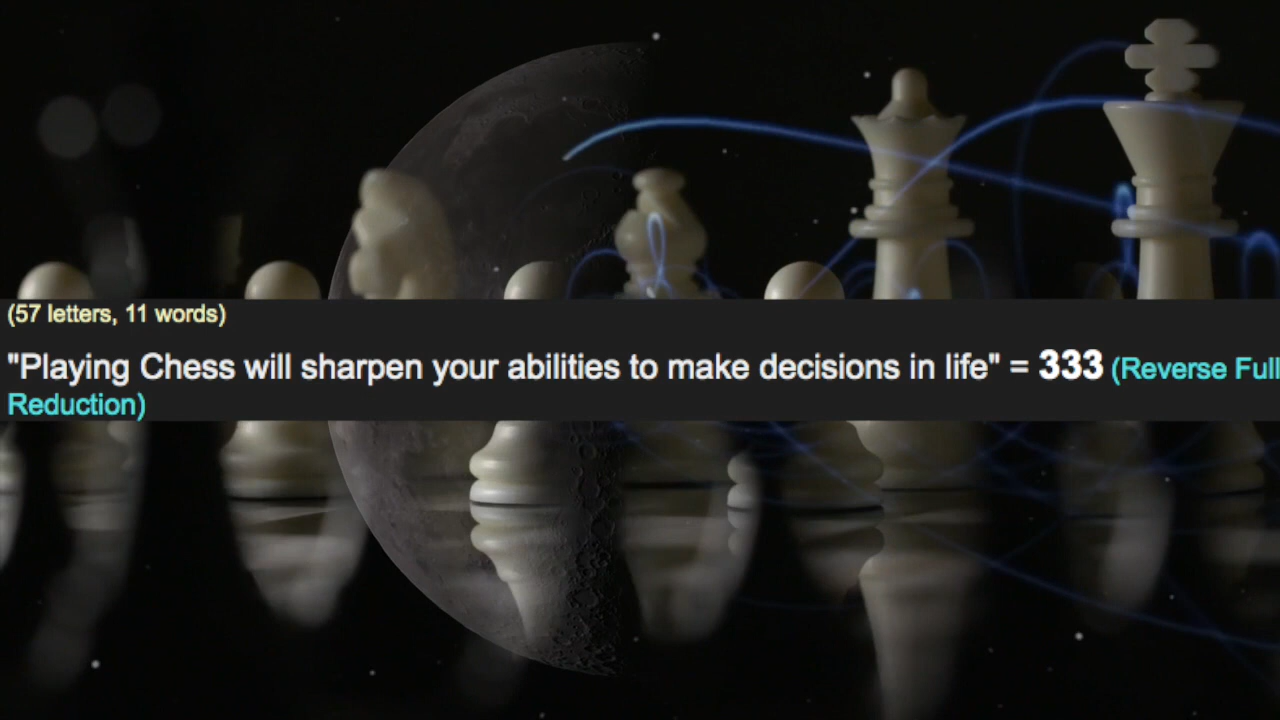 (57 letters, 11 words)
"Playing Chess will sharpen your abilities to make decisions in life" = 333 (Reverse Full
Reduction)